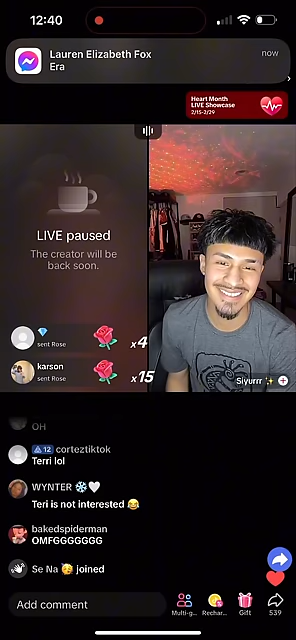 12:40
Lauren Elizabeth Fox
now
Era
Heart Month
LIVE Showcase
2/15-2/29
LIVE paused
The creator will be
back soon.
sent Rose
x4
karson
sent Rose
x15
Siyurrr ✨
OH
12 corteztiktok
Terri lol
WYNTER ❄️🤍
Teri is not interested 😂
bakedspiderman
OMFGGGGGGG
Se Na 🥳 joined
Add comment
Multi-g...
Rechar...
Gift
539